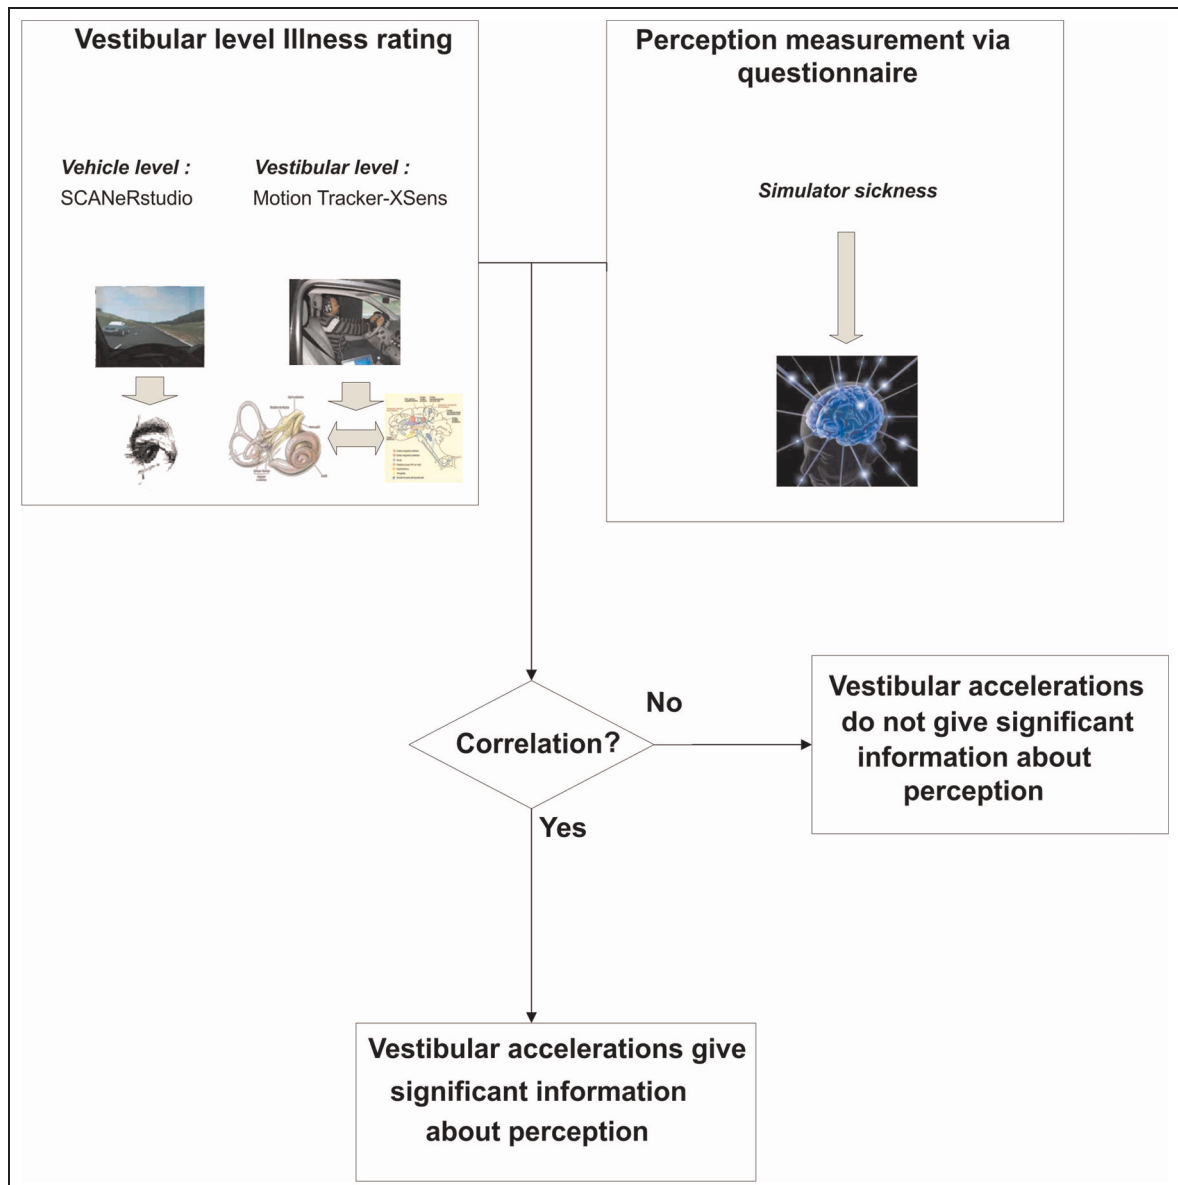 Vestibular level Illness rating
Vehicle level :
SCANeRstudio
Vestibular level :
Motion Tracker-XSens
Perception measurement via
questionnaire
Simulator sickness
Correlation?
No
Yes
Vestibular accelerations
do not give significant
information about
perception
Vestibular accelerations give
significant information
about perception